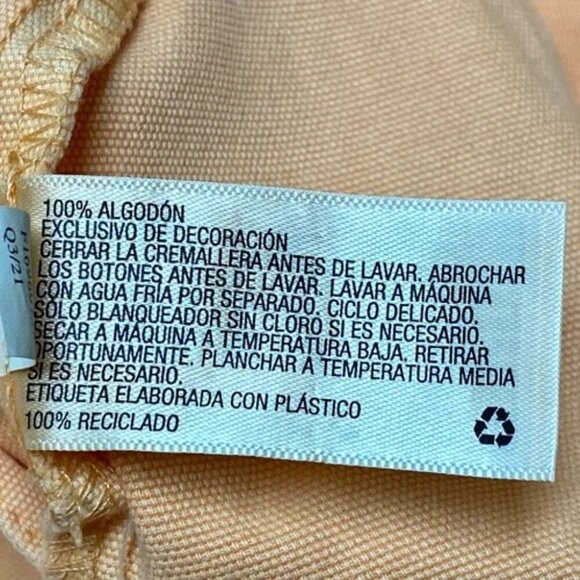 100% ALGODÓN
EXCLUSIVO DE DECORACIÓN
CERRAR LA CREMALLERA ANTES DE LAVAR. ABROCHAR
LOS BOTONES ANTES DE LAVAR. LAVAR A MÁQUINA
CON AGUA FRÍA POR SEPARADO. CICLO DELICADO.
SÓLO BLANQUEADOR SIN CLORO SI ES NECESARIO.
SECAR A MÁQUINA A TEMPERATURA BAJA. RETIRAR
OPORTUNAMENTE. PLANCHAR A TEMPERATURA MEDIA
SI ES NECESARIO.
ETIQUETA ELABORADA CON PLÁSTICO
100% RECICLADO
Q3/21